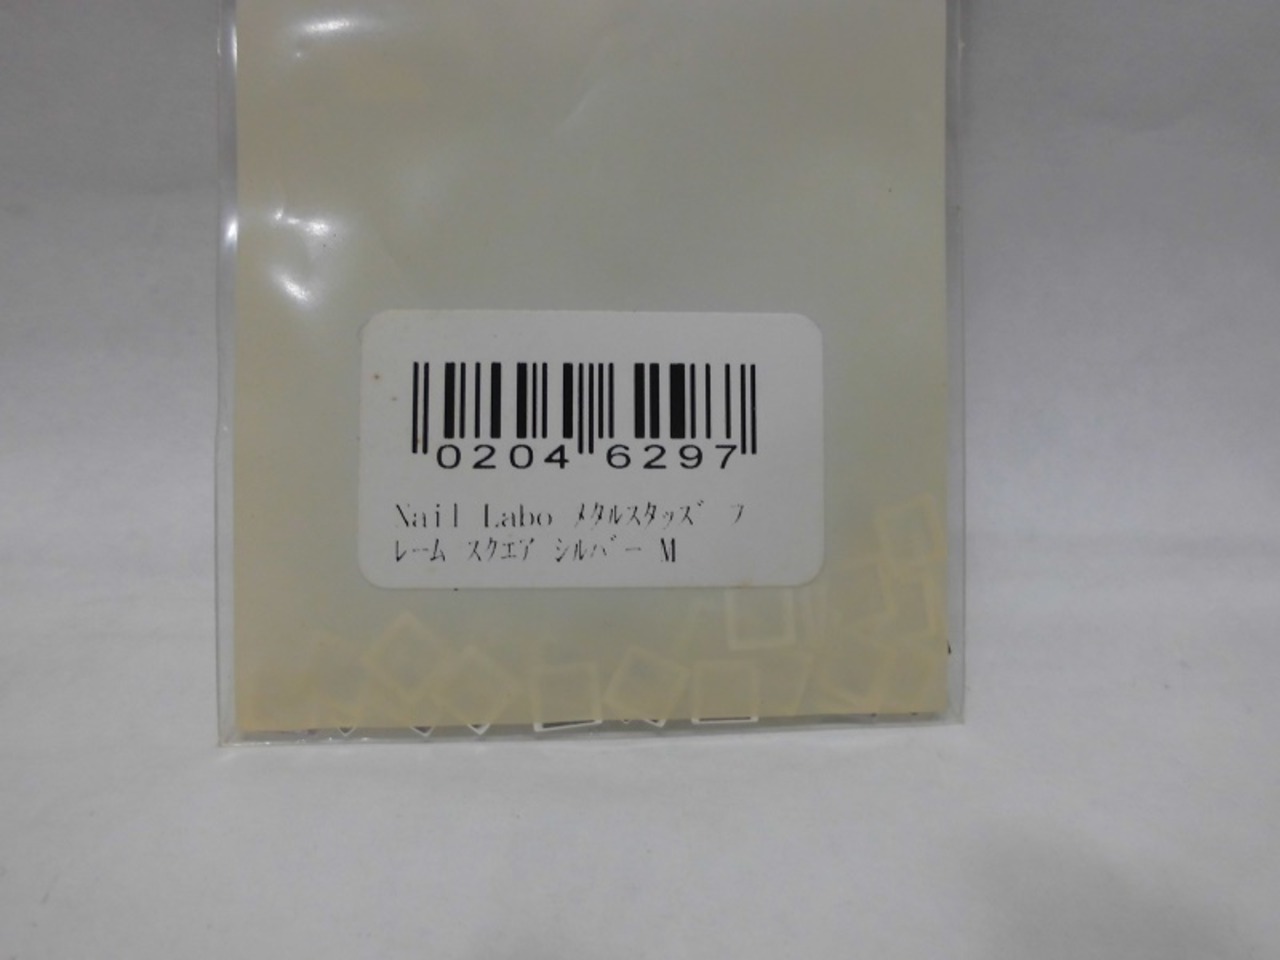 0204 6297
Nail Labo ﾒﾀﾙｽﾀｯｽﾞ ﾌ
ﾚｰﾑ ｽｸｴｱ ｼﾙﾊﾞｰ M